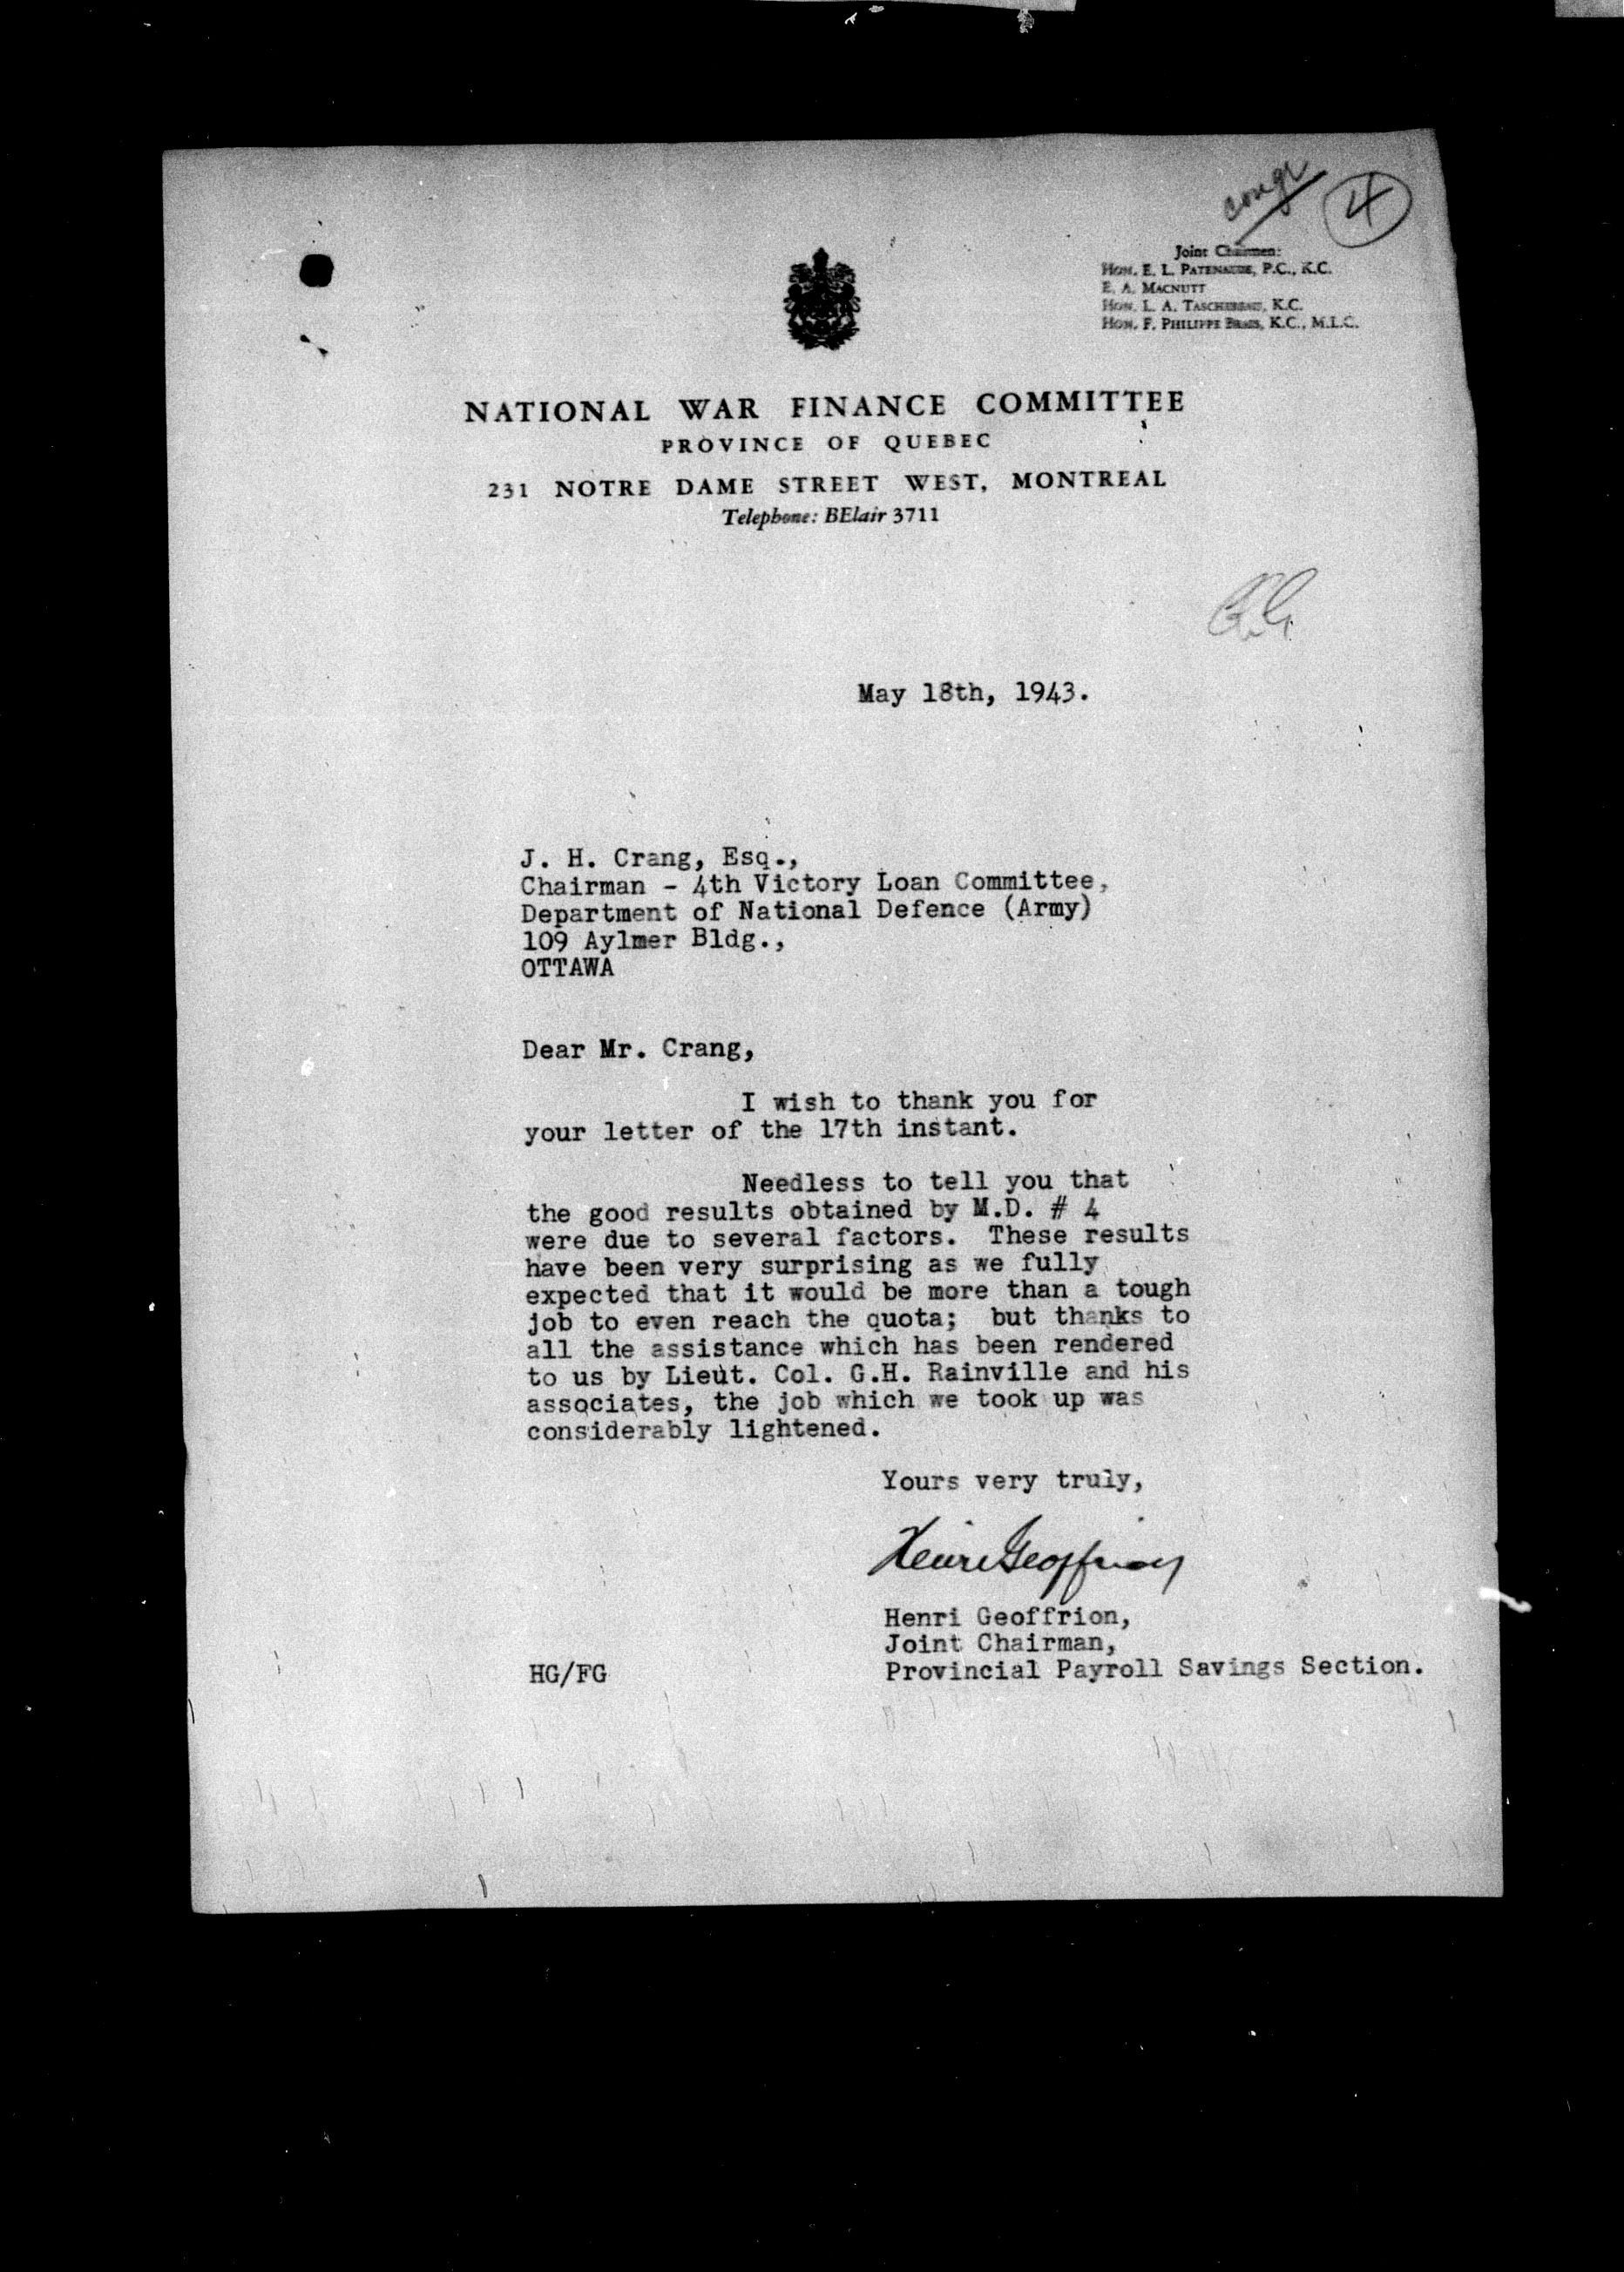 4
Joint Chairmen:
HON. E. L. PATENAUDE, P.C., K.C.
E. A. MACNUTT
HON. L. A. TASCHEREAU, K.C.
HON. F. PHILIPPE BRAIS, K.C., M.L.C.
NATIONAL WAR FINANCE COMMITTEE
PROVINCE OF QUEBEC
231 NOTRE DAME STREET WEST, MONTREAL
Telephone: BElair 3711
May 18th, 1943.
J. H. Crang, Esq.,
Chairman - 4th Victory Loan Committee,
Department of National Defence (Army)
109 Aylmer Bldg.,
OTTAWA
Dear Mr. Crang,
I wish to thank you for
your letter of the 17th instant.
Needless to tell you that
the good results obtained by M.D. # 4
were due to several factors. These results
have been very surprising as we fully
expected that it would be more than a tough
job to even reach the quota; but thanks to
all the assistance which has been rendered
to us by Lieut. Col. G.H. Rainville and his
associates, the job which we took up was
considerably lightened.
Yours very truly,
Henri Geoffrion
Henri Geoffrion,
Joint Chairman,
HG/FG Provincial Payroll Savings Section.